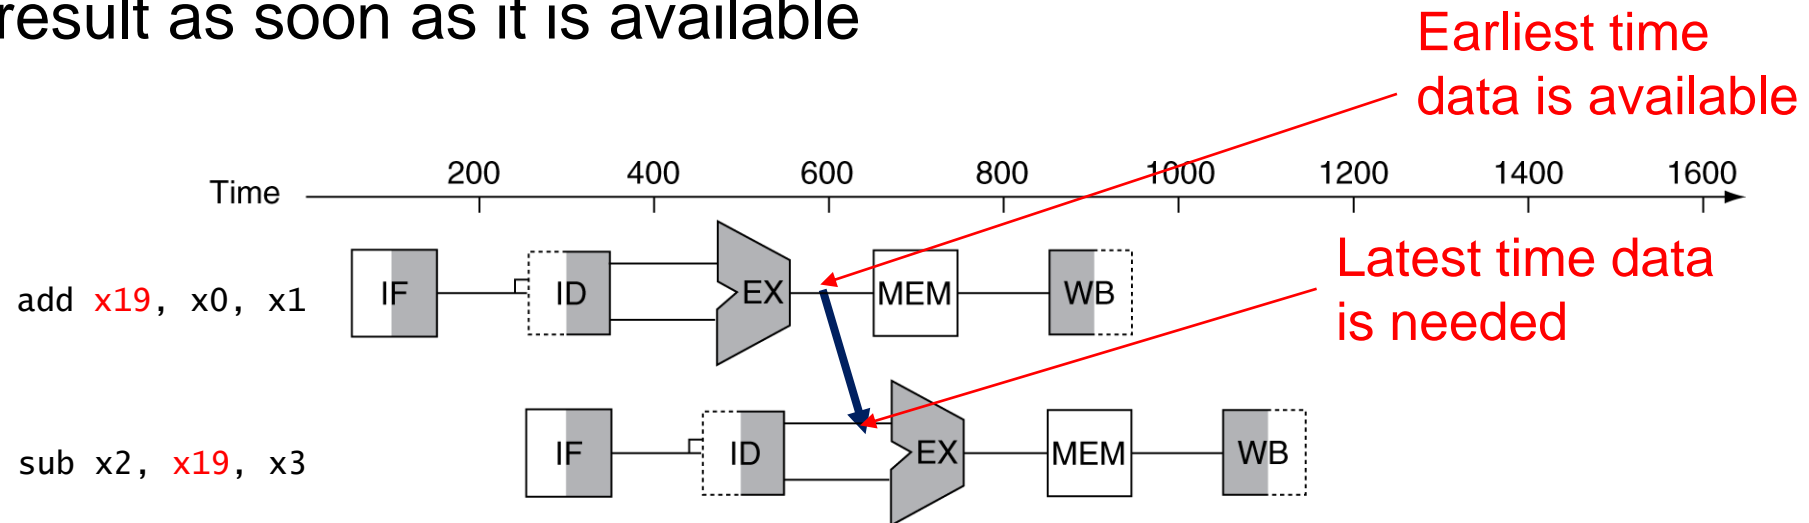 result as soon as it is available
Earliest time
data is available
Time 200 400 600 800 1000 1200 1400 1600
Latest time data
is needed
add x19, x0, x1 IF ID EX MEM WB
sub x2, x19, x3 IF ID EX MEM WB